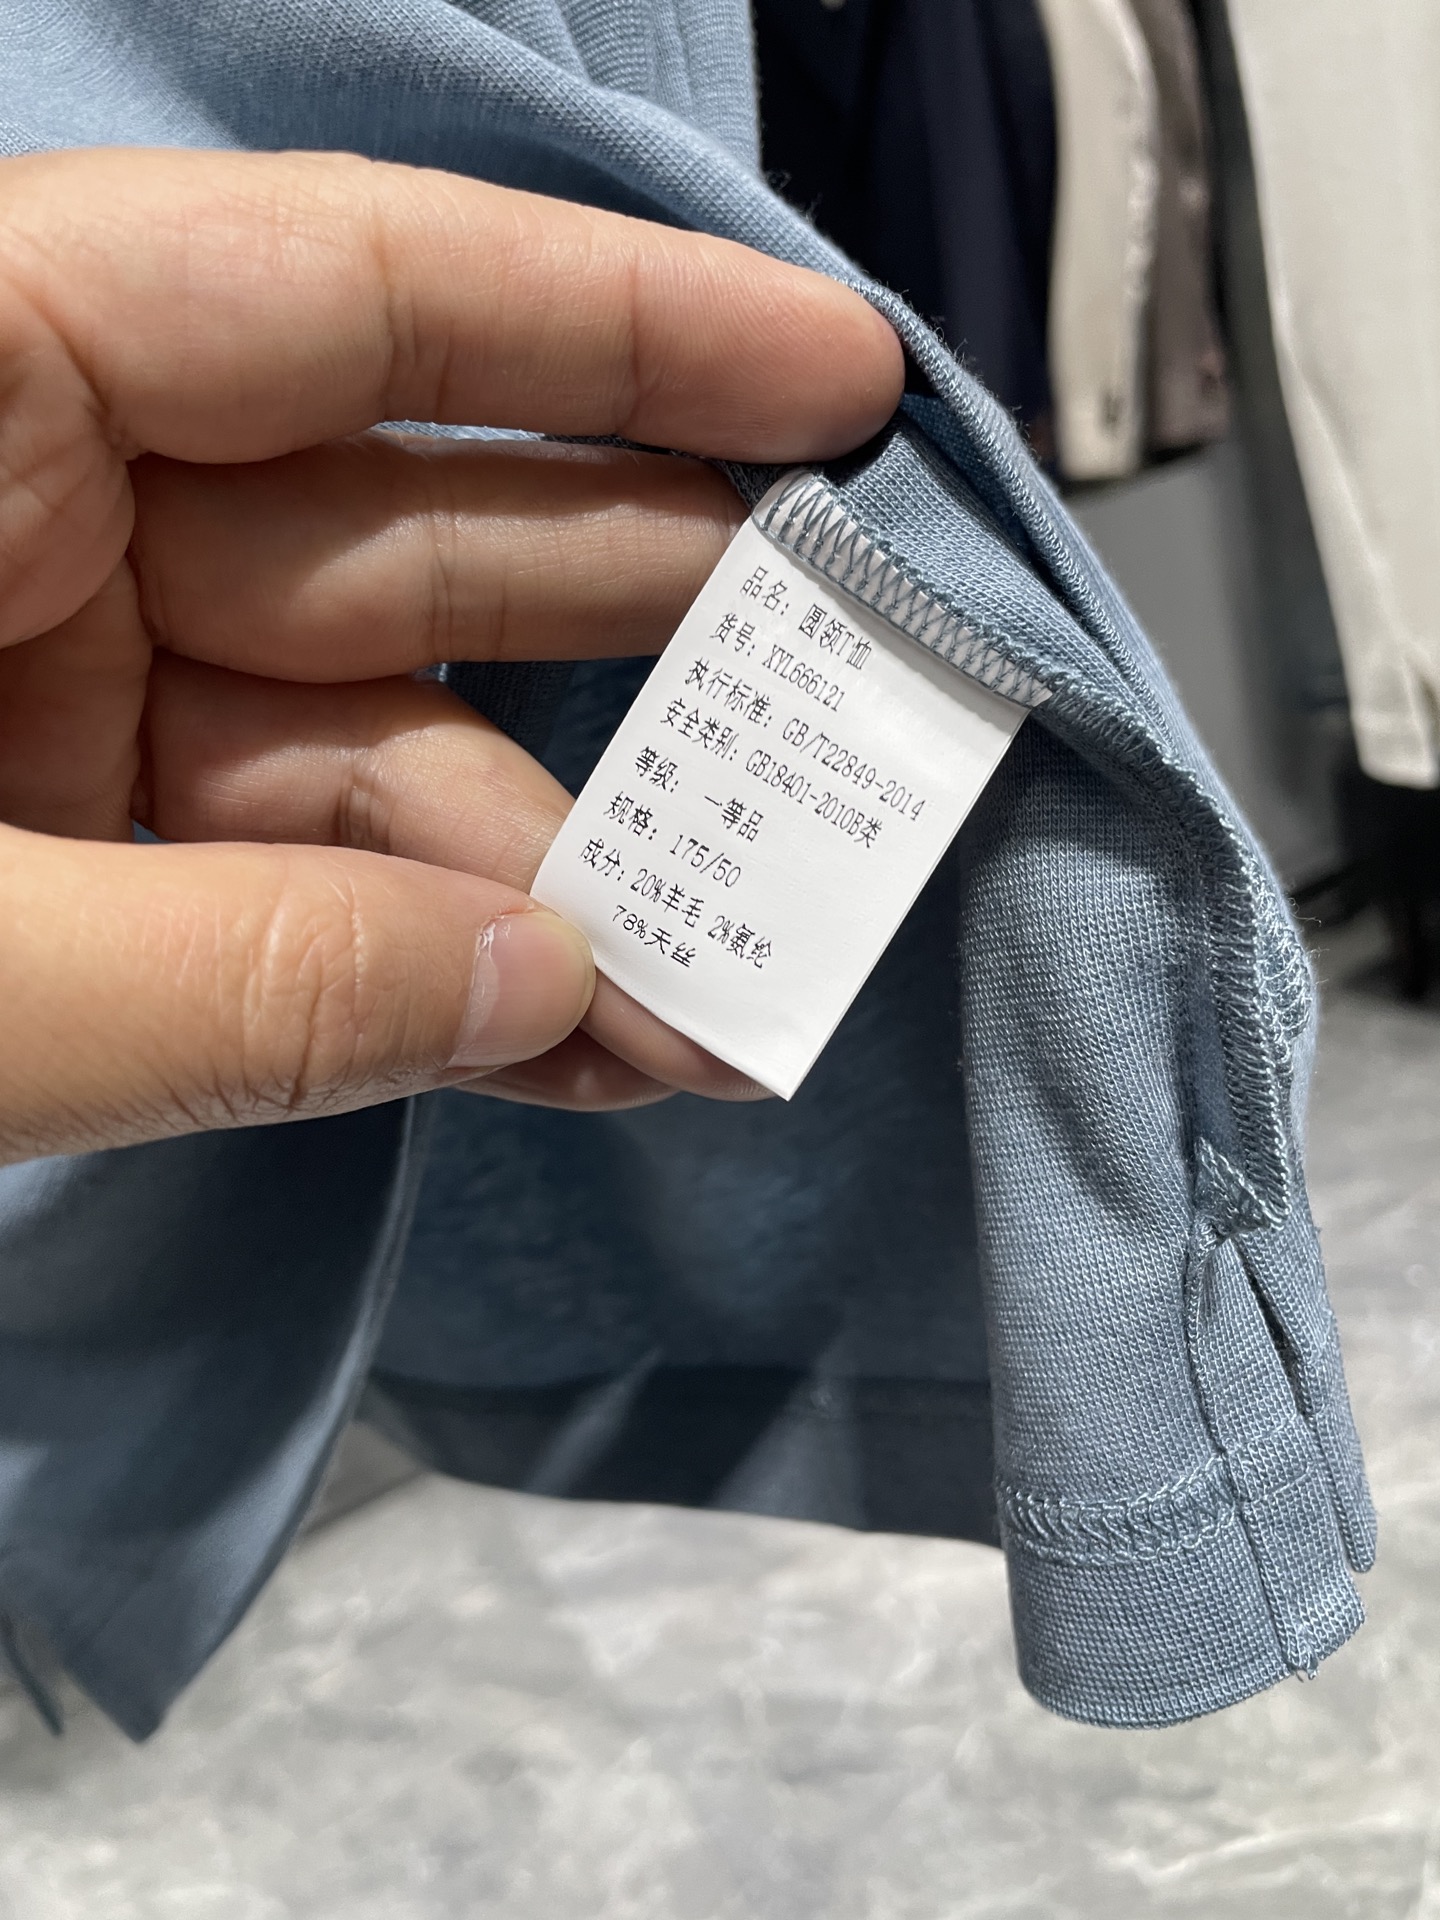 品名：圆领T恤
货号：XYL666121
执行标准：GB/T22849-2014
安全类别：GB18401-2010B类
等级：一等品
规格：175/50
成分：20%羊毛 2%氨纶
78%天丝